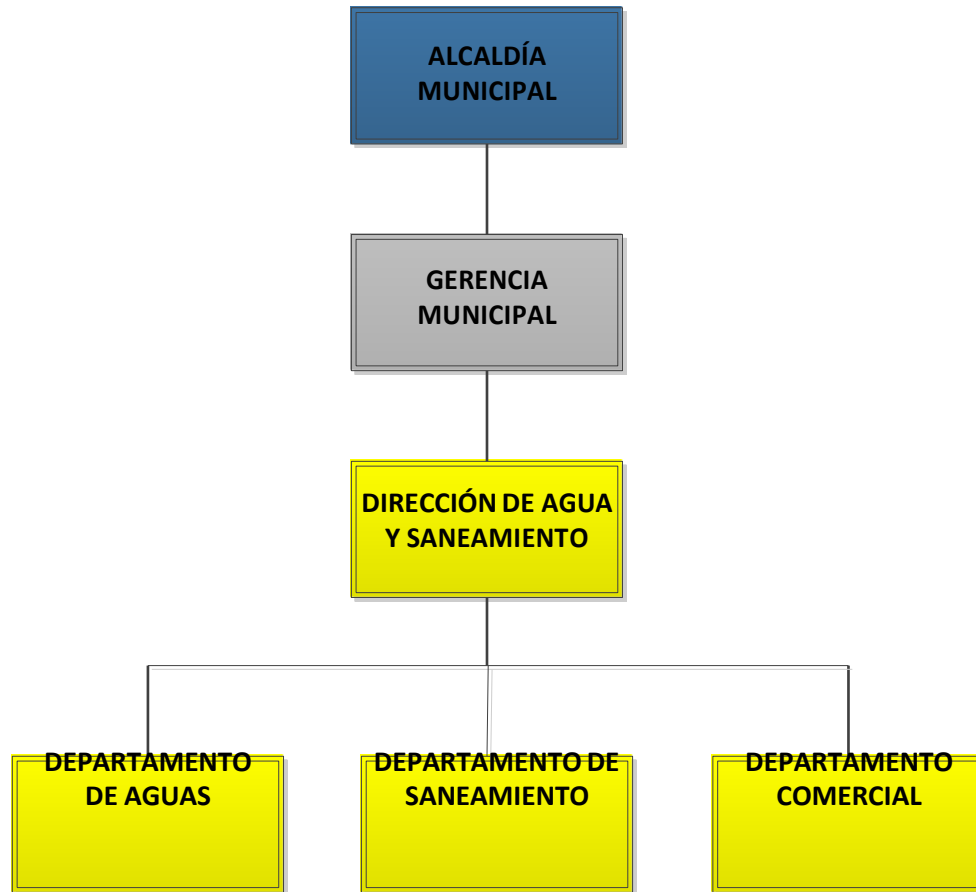 ALCALDÍA
MUNICIPAL
GERENCIA
MUNICIPAL
DIRECCIÓN DE AGUA
Y SANEAMIENTO
DEPARTAMENTO
DE AGUAS
DEPARTAMENTO DE
SANEAMIENTO
DEPARTAMENTO
COMERCIAL